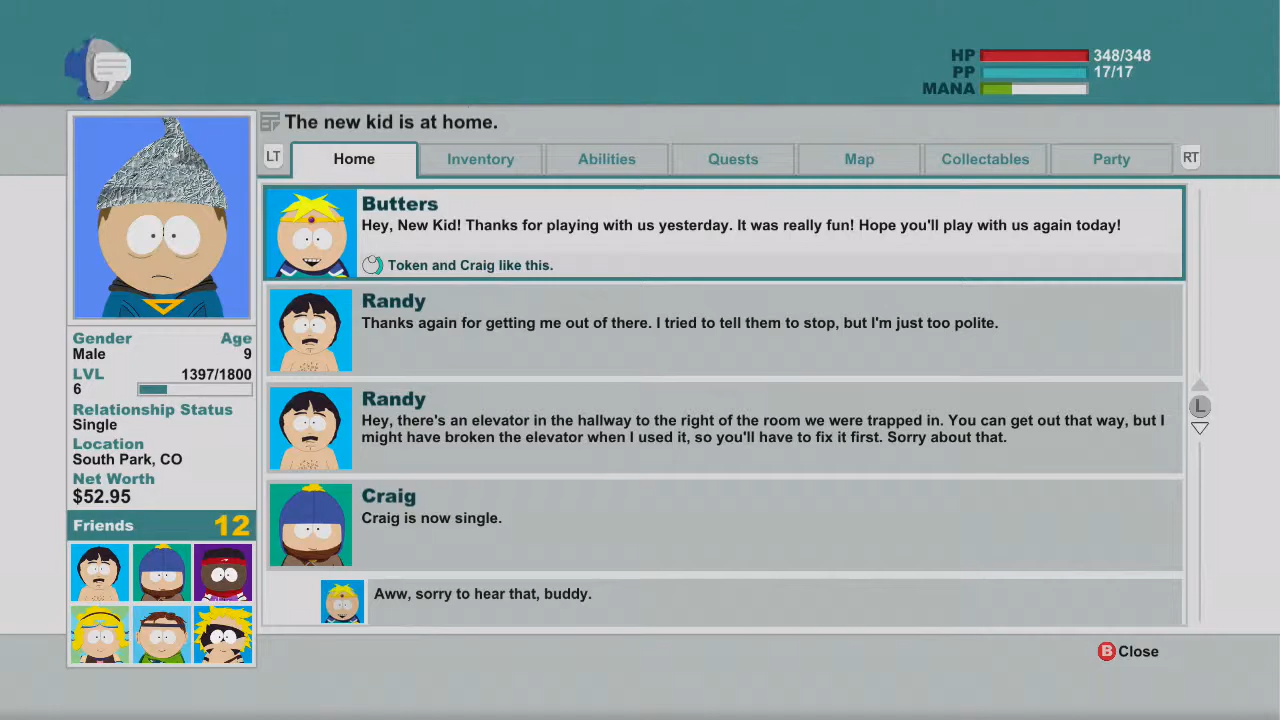 HP 348/348
PP 17/17
MANA
The new kid is at home.
LT Home Inventory Abilities Quests Map Collectables Party RT
Butters
Hey, New Kid! Thanks for playing with us yesterday. It was really fun! Hope you'll play with us again today!
Token and Craig like this.
Randy
Thanks again for getting me out of there. I tried to tell them to stop, but I'm just too polite.
Randy
Hey, there's an elevator in the hallway to the right of the room we were trapped in. You can get out that way, but I
might have broken the elevator when I used it, so you'll have to fix it first. Sorry about that.
Craig
Craig is now single.
Aww, sorry to hear that, buddy.
Gender Age
Male 9
LVL 1397/1800
6
Relationship Status
Single
Location
South Park, CO
Net Worth
$52.95
Friends 12
L
B Close